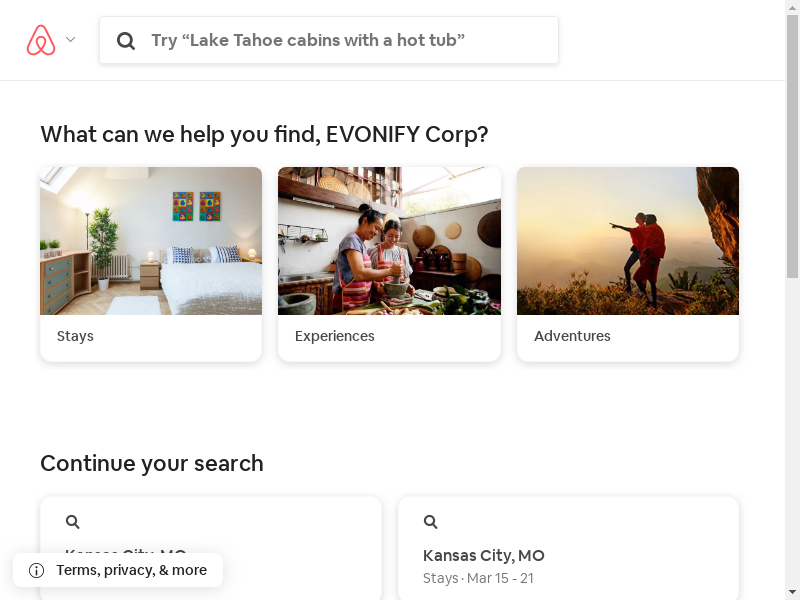 Try “Lake Tahoe cabins with a hot tub”
What can we help you find, EVONIFY Corp?
Stays
Experiences
Adventures
Continue your search
Kansas City, MO
Kansas City, MO
Stays · Mar 15 - 21
Terms, privacy, & more